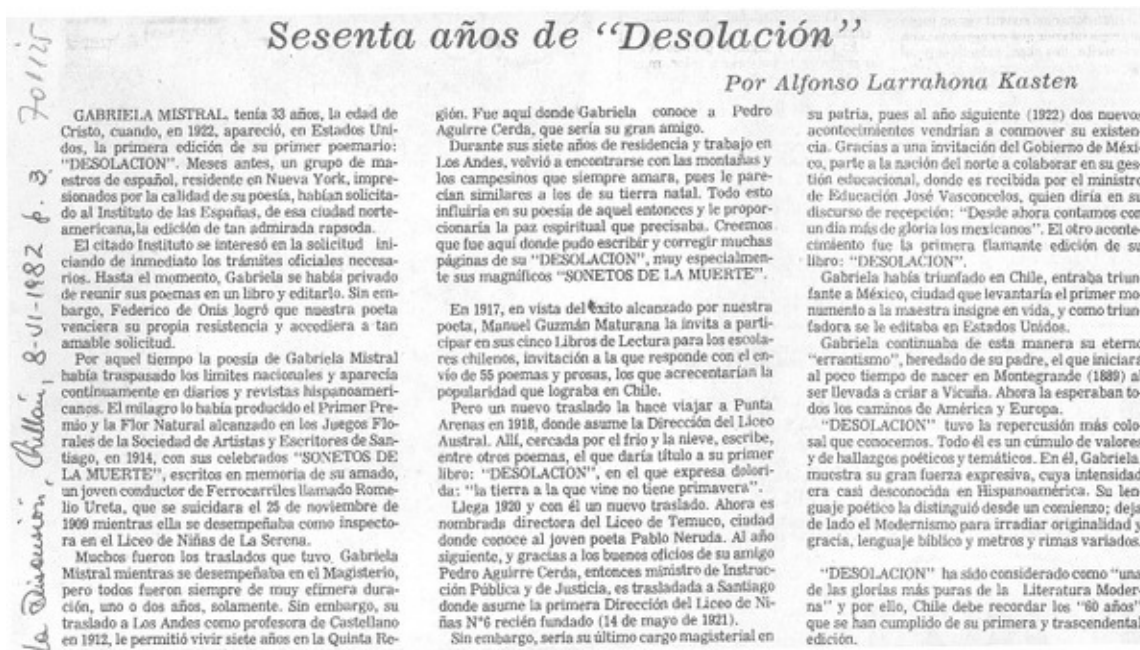 Sesenta años de “Desolación”
Por Alfonso Larrahona Kasten
GABRIELA MISTRAL, tenía 33 años, la edad de
Cristo, cuando, en 1922, apareció, en Estados Uni-
dos, la primera edición de su primer poemario:
"DESOLACION". Meses antes, un grupo de ma-
estros de español, residente en Nueva York, impre-
sionados por la calidad de su poesía, habían solicita-
do al Instituto de las Españas, de esa ciudad norte-
americana,la edición de tan admirada rapsoda.
El citado Instituto se interesó en la solicitud ini-
ciando de inmediato los trámites oficiales necesa-
rios. Hasta el momento, Gabriela se había privado
de reunir sus poemas en un libro y editarlo. Sin em-
bargo, Federico de Onis logró que nuestra poeta
venciera su propia resistencia y accediera a tan
amable solicitud.
Por aquel tiempo la poesía de Gabriela Mistral
había traspasado los límites nacionales y aparecía
continuamente en diarios y revistas hispanoameri-
canos. El milagro lo había producido el Primer Pre-
mio y la Flor Natural alcanzado en los Juegos Flo-
rales de la Sociedad de Artistas y Escritores de San-
tiago, en 1914, con sus celebrados "SONETOS DE
LA MUERTE", escritos en memoria de su amado,
un joven conductor de Ferrocarriles llamado Rome-
lio Ureta, que se suicidara el 25 de noviembre de
1909 mientras ella se desempeñaba como inspecto-
ra en el Liceo de Niñas de La Serena.
Muchos fueron los traslados que tuvo Gabriela
Mistral mientras se desempeñaba en el Magisterio,
pero todos fueron siempre de muy efímera dura-
ción, uno o dos años, solamente. Sin embargo, su
traslado a Los Andes como profesora de Castellano
en 1912, le permitió vivir siete años en la Quinta Re-
gión. Fue aquí donde Gabriela conoce a Pedro
Aguirre Cerda, que sería su gran amigo.
Durante sus siete años de residencia y trabajo en
Los Andes, volvió a encontrarse con las montañas y
los campesinos que siempre amara, pues le pare-
cían similares a los de su tierra natal. Todo esto
influiría en su poesía de aquel entonces y le propor-
cionaría la paz espiritual que precisaba. Creemos
que fue aquí donde pudo escribir y corregir muchas
páginas de su "DESOLACION", muy especialmen-
te sus magníficos "SONETOS DE LA MUERTE".
En 1917, en vista del éxito alcanzado por nuestra
poeta, Manuel Guzmán Maturana la invita a parti-
cipar en sus cinco Libros de Lectura para los escola-
res chilenos, invitación a la que responde con el en-
vío de 55 poemas y prosas, los que acrecentarían la
popularidad que lograba en Chile.
Pero un nuevo traslado la hace viajar a Punta
Arenas en 1918, donde asume la Dirección del Liceo
Austral. Allí, cercada por el frío y la nieve, escribe,
entre otros poemas, el que daría título a su primer
libro: "DESOLACION", en el que expresa dolori-
da: "la tierra a la que vine no tiene primavera".
Llega 1920 y con él un nuevo traslado. Ahora es
nombrada directora del Liceo de Temuco, ciudad
donde conoce al joven poeta Pablo Neruda. Al año
siguiente, y gracias a los buenos oficios de su amigo
Pedro Aguirre Cerda, entonces ministro de Instruc-
ción Pública y de Justicia, es trasladada a Santiago
donde asume la primera Dirección del Liceo de Ni-
ñas N°6 recién fundado (14 de mayo de 1921).
Sin embargo, sería su último cargo magisterial en
su patria, pues al año siguiente (1922) dos nuevos
acontecimientos vendrían a conmover su existen-
cia. Gracias a una invitación del Gobierno de Méxi-
co, parte a la nación del norte a colaborar en su ges-
tión educacional, donde es recibida por el ministro
de Educación José Vasconcelos, quien diría en su
discurso de recepción: "Desde ahora contamos con
un día más de gloria los mexicanos". El otro aconte-
cimiento fue la primera flamante edición de su
libro: "DESOLACION".
Gabriela había triunfado en Chile, entraba triun-
fante a México, ciudad que levantaría el primer mo-
numento a la maestra insigne en vida, y como triun-
fadora se le editaba en Estados Unidos.
Gabriela continuaba de esta manera su eterno
"errantismo", heredado de su padre, el que iniciara
al poco tiempo de nacer en Montegrande (1889) al
ser llevada a criar a Vicuña. Ahora la esperaban to-
dos los caminos de América y Europa.
"DESOLACION" tuvo la repercusión más colo-
sal que conocemos. Todo él es un cúmulo de valores
y de hallazgos poéticos y temáticos. En él, Gabriela,
muestra su gran fuerza expresiva, cuya intensidad
era casi desconocida en Hispanoamérica. Su len-
guaje poético la distinguió desde un comienzo; deja
de lado el Modernismo para irradiar originalidad y
gracia, lenguaje bíblico y metros y rimas variados.
"DESOLACION" ha sido considerado como "una
de las glorias más puras de la Literatura Moder-
na" y por ello, Chile debe recordar los "60 años"
que se han cumplido de su primera y trascendental
edición.
La Discusión, Chillán, 8-VI-1982 p. 3. 701125